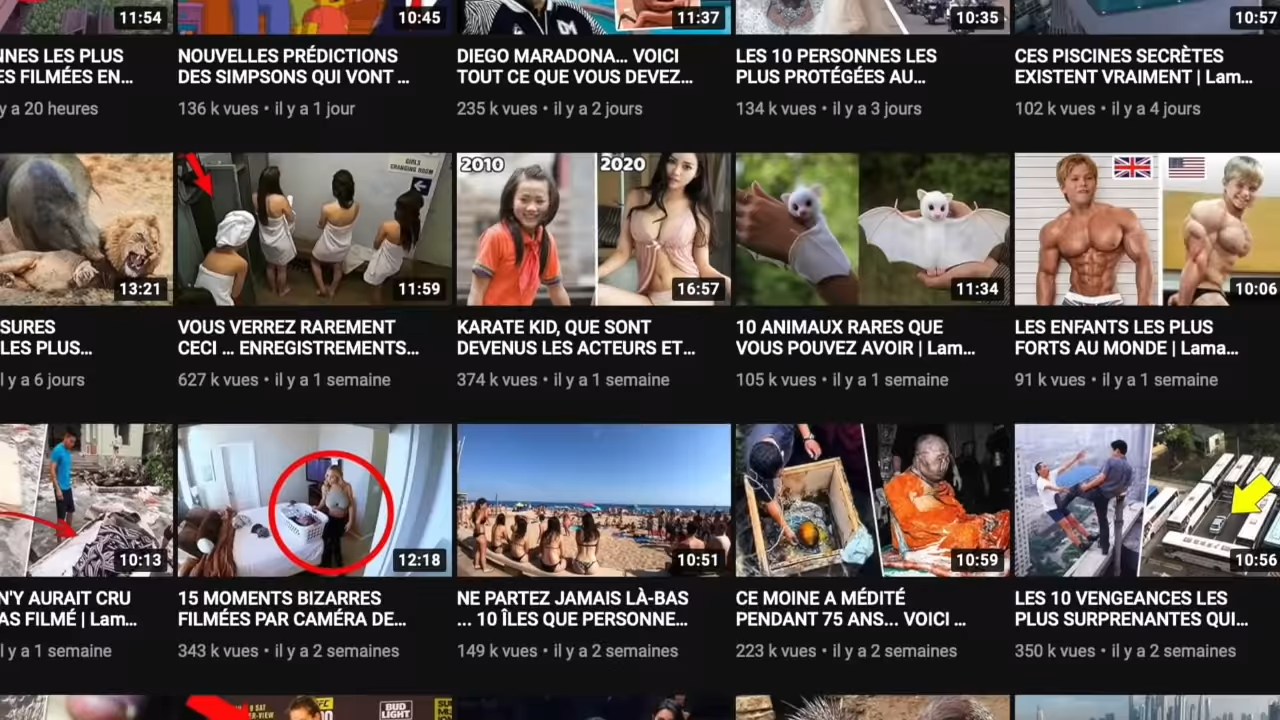 11:54
10:45
11:37
10:35
10:57
NNES LES PLUS
ES FILMÉES EN...
y a 20 heures
NOUVELLES PRÉDICTIONS
DES SIMPSONS QUI VONT ...
136 k vues • il y a 1 jour
DIEGO MARADONA... VOICI
TOUT CE QUE VOUS DEVEZ...
235 k vues • il y a 2 jours
LES 10 PERSONNES LES
PLUS PROTÉGÉES AU...
134 k vues • il y a 3 jours
CES PISCINES SECRÈTES
EXISTENT VRAIMENT | Lam...
102 k vues • il y a 4 jours
13:21
GIRLS
CHANGING ROOM
11:59
2010
2020
16:57
11:34
10:06
SURES
LES PLUS...
l y a 6 jours
VOUS VERREZ RAREMENT
CECI ... ENREGISTREMENTS...
627 k vues • il y a 1 semaine
KARATE KID, QUE SONT
DEVENUS LES ACTEURS ET...
374 k vues • il y a 1 semaine
10 ANIMAUX RARES QUE
VOUS POUVEZ AVOIR | Lam...
105 k vues • il y a 1 semaine
LES ENFANTS LES PLUS
FORTS AU MONDE | Lama...
91 k vues • il y a 1 semaine
10:13
12:18
10:51
10:59
10:56
N'Y AURAIT CRU
AS FILMÉ | Lam...
l y a 1 semaine
15 MOMENTS BIZARRES
FILMÉES PAR CAMÉRA DE...
343 k vues • il y a 2 semaines
NE PARTEZ JAMAIS LÀ-BAS
... 10 ÎLES QUE PERSONNE...
149 k vues • il y a 2 semaines
CE MOINE A MÉDITÉ
PENDANT 75 ANS... VOICI ...
223 k vues • il y a 2 semaines
LES 10 VENGEANCES LES
PLUS SURPRENANTES QUI...
350 k vues • il y a 2 semaines
UFC
BUD
LIGHT